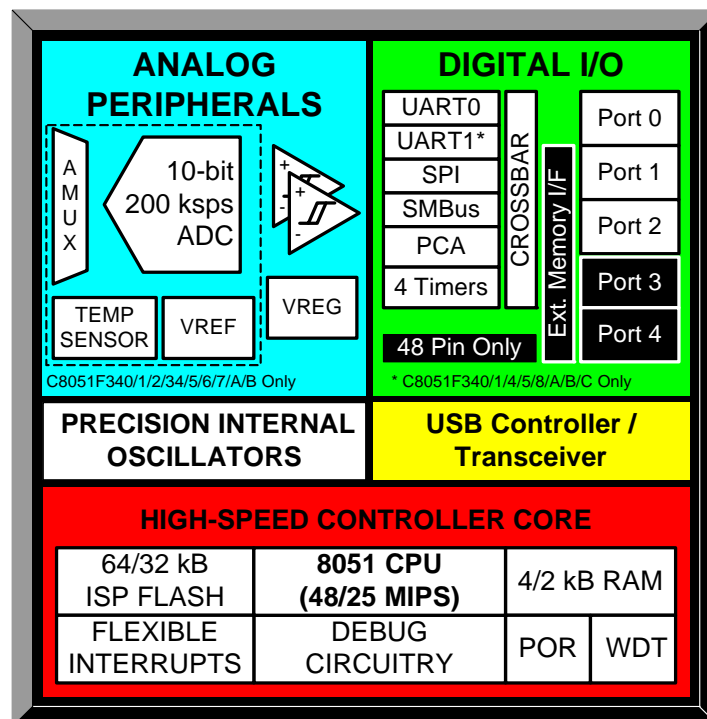 ANALOG
PERIPHERALS
A
M
U
X
10-bit
200 ksps
ADC
+
-
+
-
TEMP
SENSOR
VREF
VREG
C8051F340/1/2/34/5/6/7/A/B Only
DIGITAL I/O
UART0
UART1*
SPI
SMBus
PCA
4 Timers
CROSSBAR
Ext. Memory I/F
Port 0
Port 1
Port 2
Port 3
Port 4
48 Pin Only
* C8051F340/1/4/5/8/A/B/C Only
PRECISION INTERNAL
OSCILLATORS
USB Controller /
Transceiver
HIGH-SPEED CONTROLLER CORE
64/32 kB
ISP FLASH
8051 CPU
(48/25 MIPS)
4/2 kB RAM
FLEXIBLE
INTERRUPTS
DEBUG
CIRCUITRY
POR
WDT